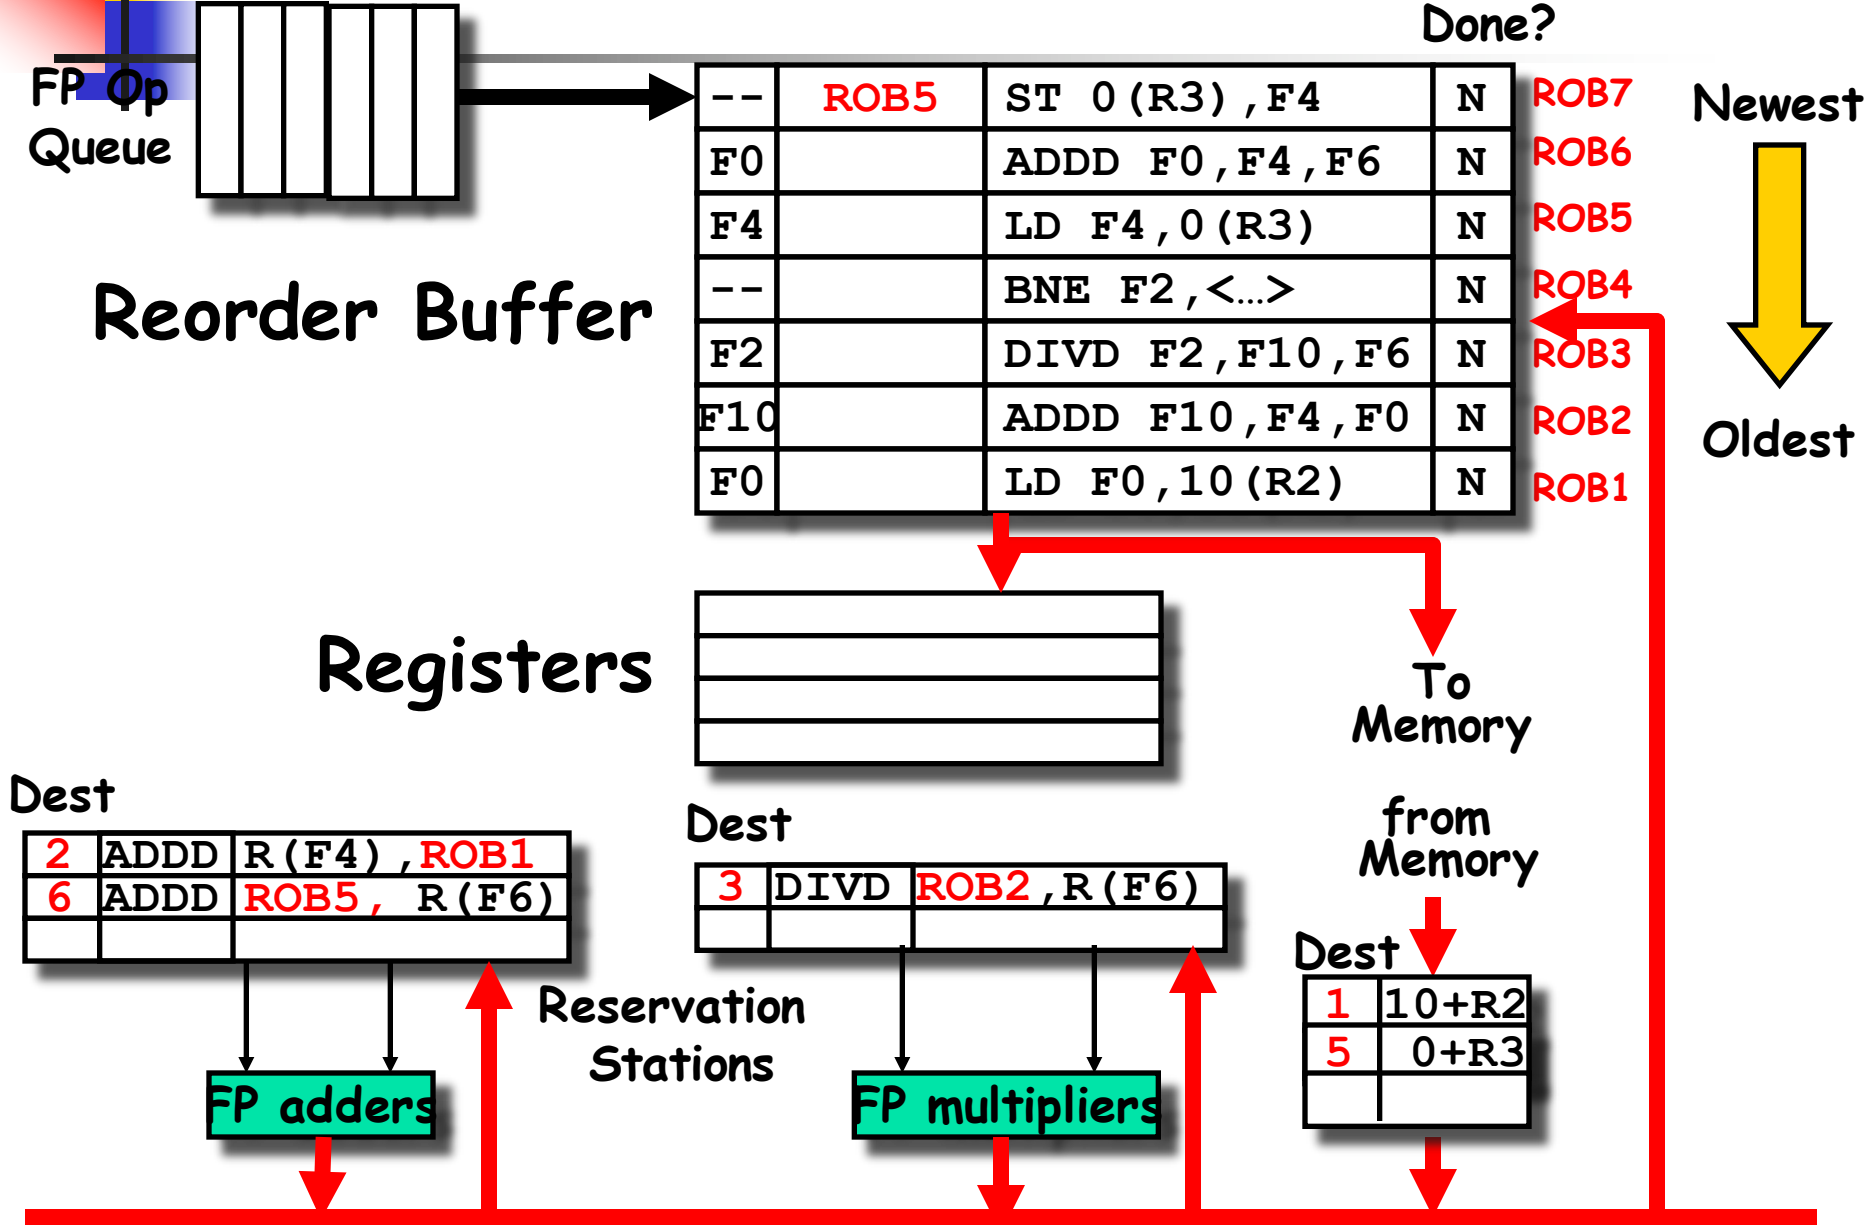 Done?
FP Op
Queue
-- ROB5 ST 0(R3),F4 N ROB7
F0 ADDD F0,F4,F6 N ROB6
F4 LD F4,0(R3) N ROB5
-- BNE F2,<…> N ROB4
F2 DIVD F2,F10,F6 N ROB3
F10 ADDD F10,F4,F0 N ROB2
F0 LD F0,10(R2) N ROB1
Newest
Oldest
Reorder Buffer
Registers
To
Memory
from
Memory
Dest
2 ADDD R(F4),ROB1
6 ADDD ROB5, R(F6)
Dest
3 DIVD ROB2,R(F6)
Dest
1 10+R2
5 0+R3
Reservation
Stations
FP adders
FP multipliers